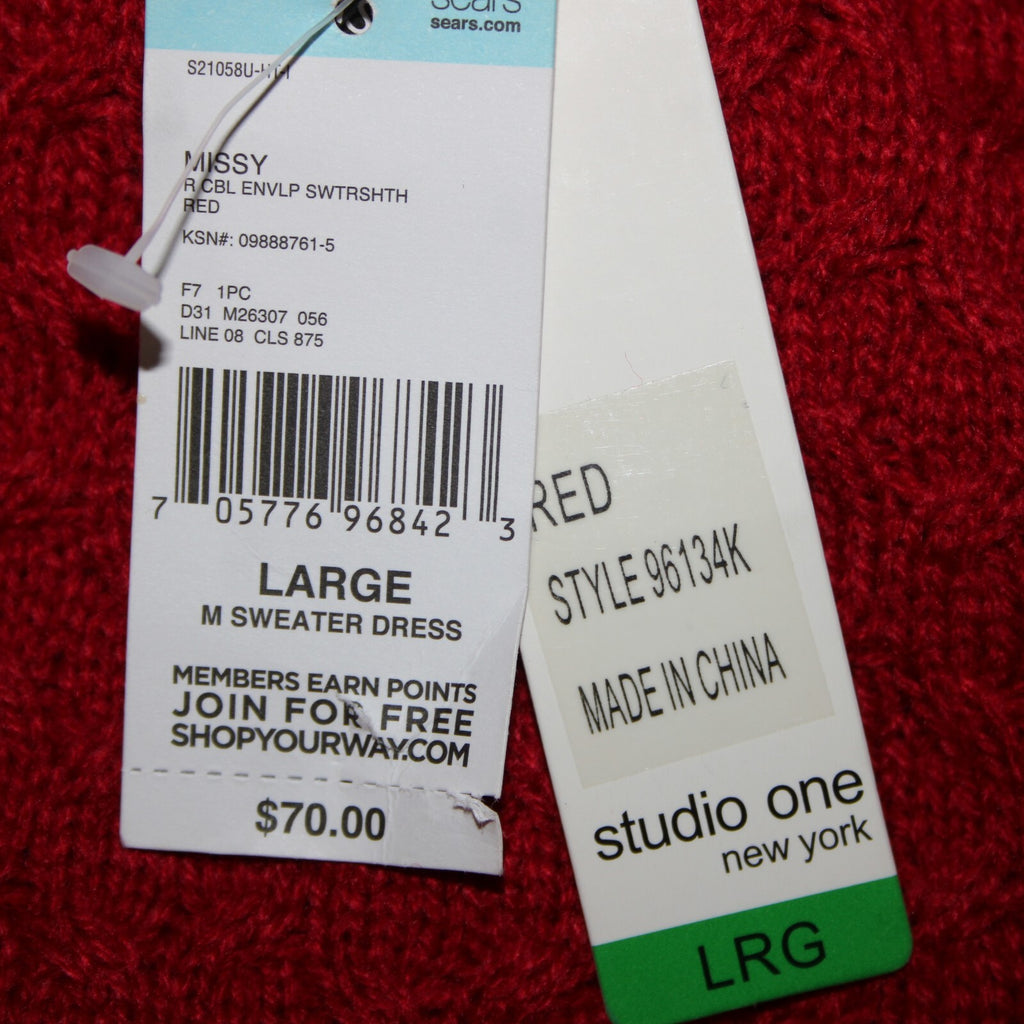 sears
sears.com
MISSY
R CBL ENVLP SWTRSHTH
RED
KSN#: 09888761-5
F7 1PC
D31 M26307 056
LINE 08 CLS 875
7 05776 96842 3
LARGE
M SWEATER DRESS
MEMBERS EARN POINTS
JOIN FOR FREE
SHOPYOURWAY.COM
$70.00
RED
STYLE 96134K
MADE IN CHINA
studio one
new york
LRG